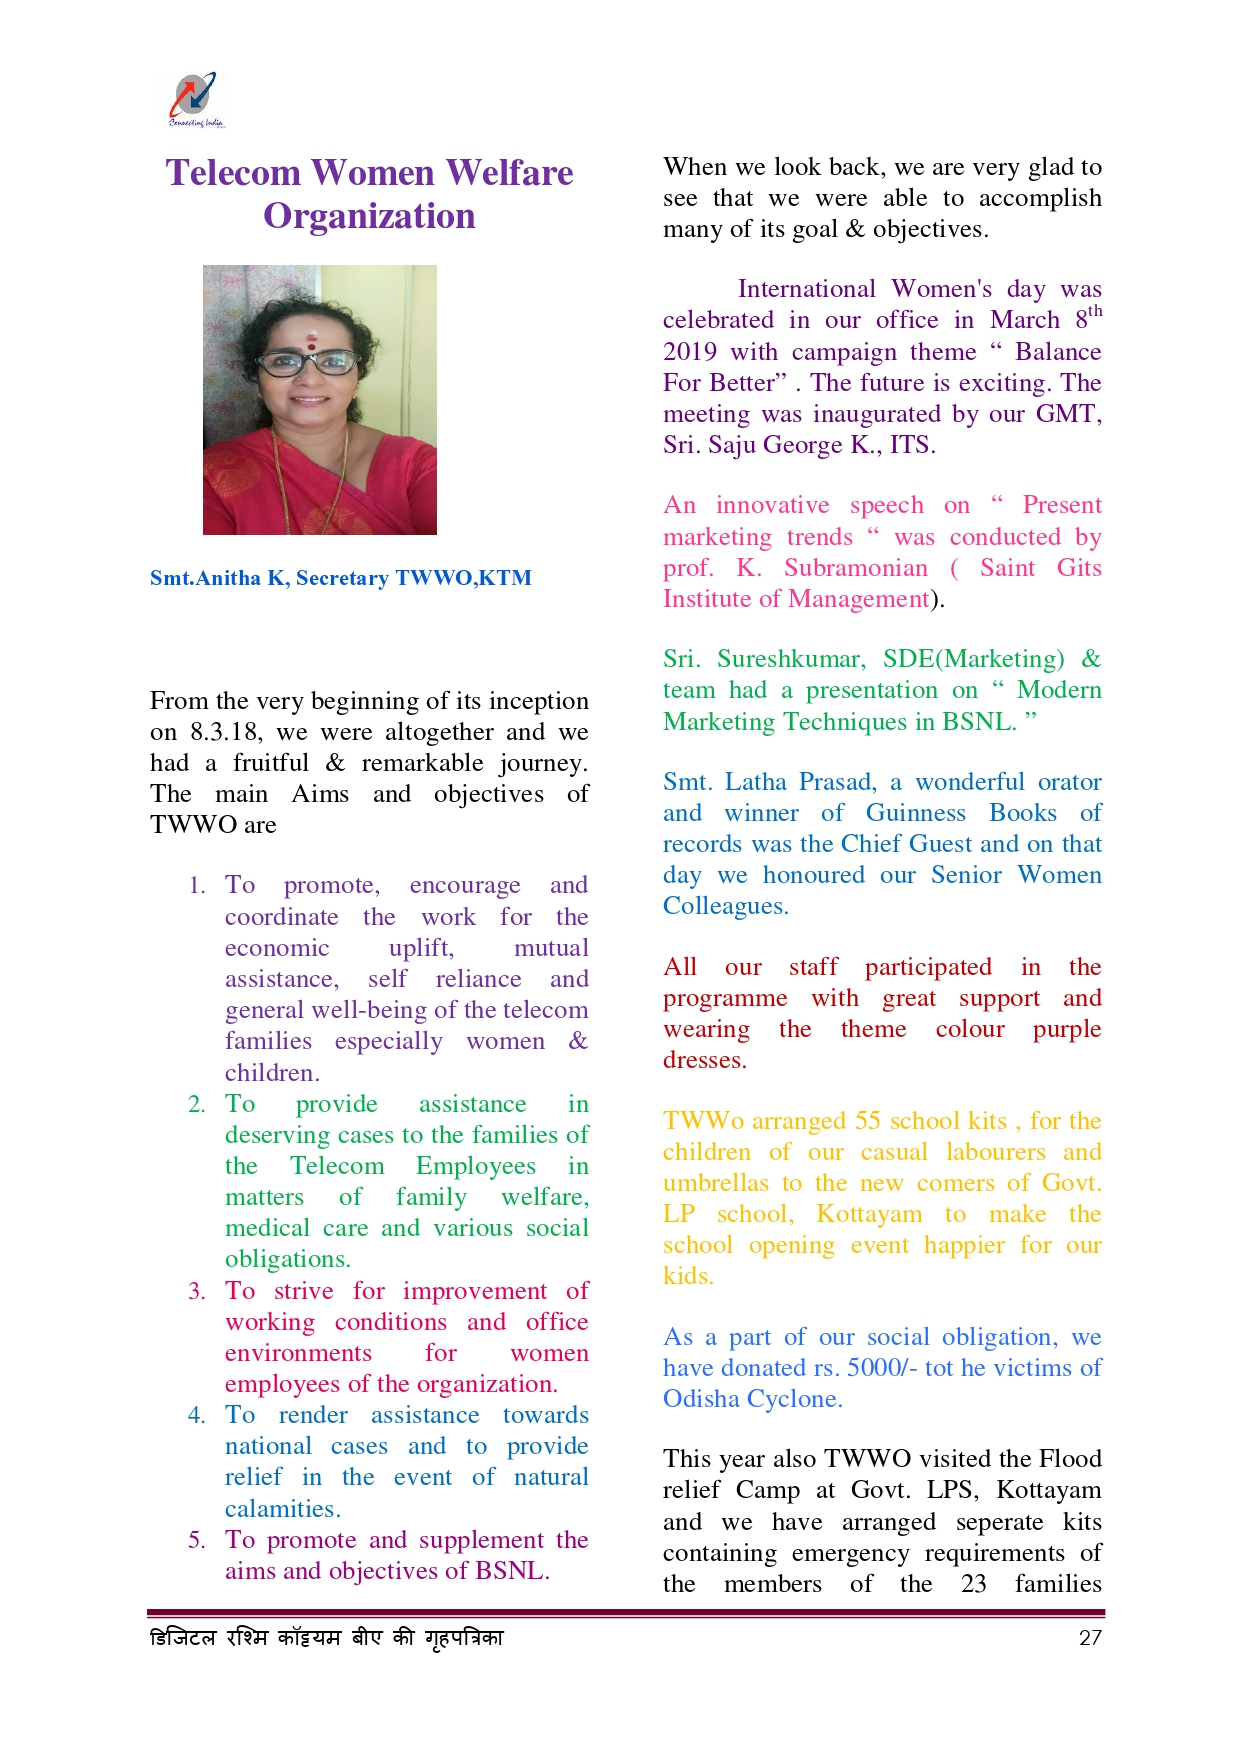 Connecting India
Telecom Women Welfare
Organization
Smt.Anitha K, Secretary TWWO,KTM
From the very beginning of its inception
on 8.3.18, we were altogether and we
had a fruitful & remarkable journey.
The main Aims and objectives of
TWWO are
1. To promote, encourage and
coordinate the work for the
economic uplift, mutual
assistance, self reliance and
general well-being of the telecom
families especially women &
children.
2. To provide assistance in
deserving cases to the families of
the Telecom Employees in
matters of family welfare,
medical care and various social
obligations.
3. To strive for improvement of
working conditions and office
environments for women
employees of the organization.
4. To render assistance towards
national cases and to provide
relief in the event of natural
calamities.
5. To promote and supplement the
aims and objectives of BSNL.
When we look back, we are very glad to
see that we were able to accomplish
many of its goal & objectives.
International Women's day was
celebrated in our office in March 8th
2019 with campaign theme “ Balance
For Better” . The future is exciting. The
meeting was inaugurated by our GMT,
Sri. Saju George K., ITS.
An innovative speech on “ Present
marketing trends “ was conducted by
prof. K. Subramonian ( Saint Gits
Institute of Management).
Sri. Sureshkumar, SDE(Marketing) &
team had a presentation on “ Modern
Marketing Techniques in BSNL. ”
Smt. Latha Prasad, a wonderful orator
and winner of Guinness Books of
records was the Chief Guest and on that
day we honoured our Senior Women
Colleagues.
All our staff participated in the
programme with great support and
wearing the theme colour purple
dresses.
TWWo arranged 55 school kits , for the
children of our casual labourers and
umbrellas to the new comers of Govt.
LP school, Kottayam to make the
school opening event happier for our
kids.
As a part of our social obligation, we
have donated rs. 5000/- tot he victims of
Odisha Cyclone.
This year also TWWO visited the Flood
relief Camp at Govt. LPS, Kottayam
and we have arranged seperate kits
containing emergency requirements of
the members of the 23 families
डिजिटल रश्मि कॉट्टयम बीए की गृहपत्रिका 27